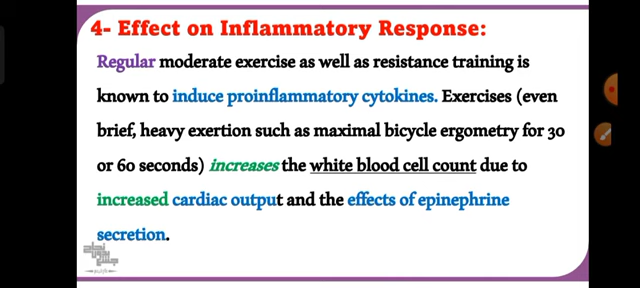 4- Effect on Inflammatory Response:
Regular moderate exercise as well as resistance training is
known to induce proinflammatory cytokines. Exercises (even
brief, heavy exertion such as maximal bicycle ergometry for 30
or 60 seconds) increases the white blood cell count due to
increased cardiac output and the effects of epinephrine
secretion.